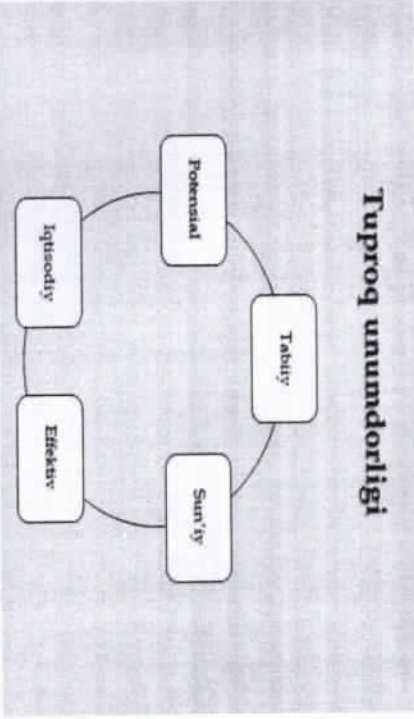 Tuproq unumdorligi
Tabiiy
Potensial
Sun'iy
Iqtisodiy
Effektiv